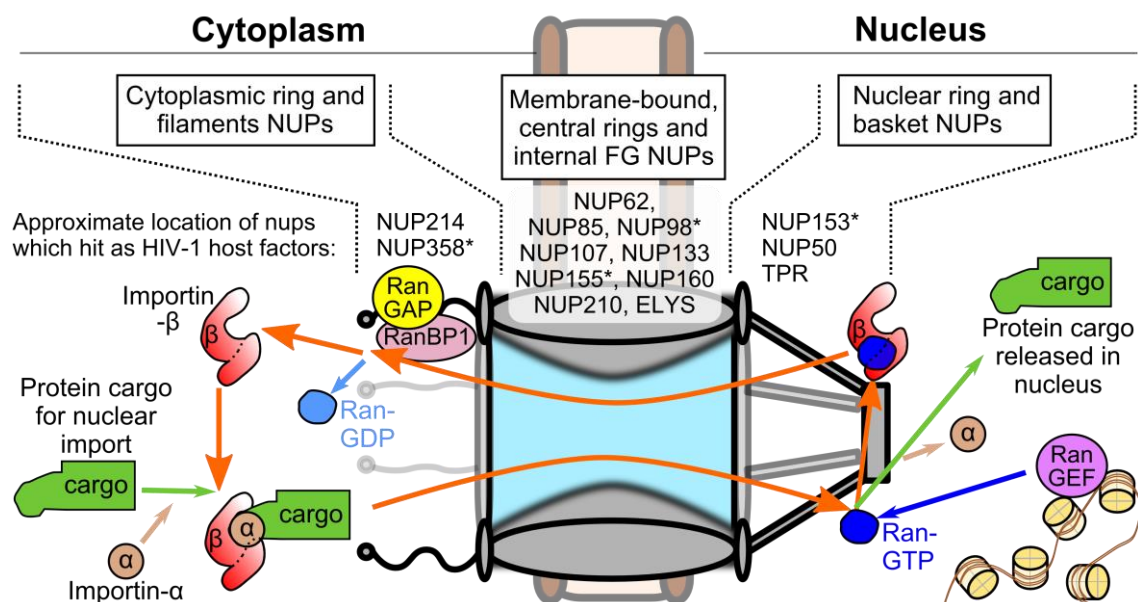 Cytoplasm
Nucleus
Cytoplasmic ring and
filaments NUPs
Membrane-bound,
central rings and
internal FG NUPs
Nuclear ring and
basket NUPs
Approximate location of nups
which hit as HIV-1 host factors:
NUP214
NUP358*
NUP62,
NUP85, NUP98*
NUP107, NUP133
NUP155*, NUP160
NUP210, ELYS
NUP153*
NUP50
TPR
Importin
-β
β
Ran
GAP
RanBP1
Ran-
GDP
β
cargo
Protein cargo
released in
nucleus
Protein cargo
for nuclear
import
cargo
α
Importin-α
β
α
cargo
α
Ran
GEF
Ran-
GTP